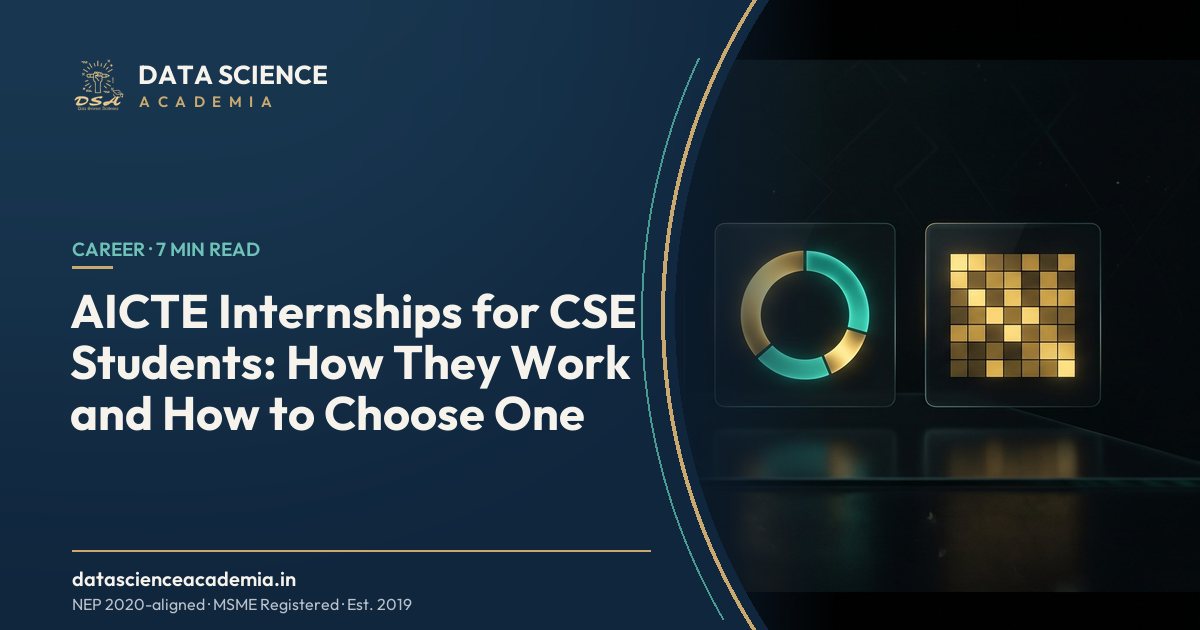 DSA
DATA SCIENCE
ACADEMIA
CAREER · 7 MIN READ
AICTE Internships for CSE
Students: How They Work
and How to Choose One
datascienceacademia.in
NEP 2020-aligned · MSME Registered · Est. 2019